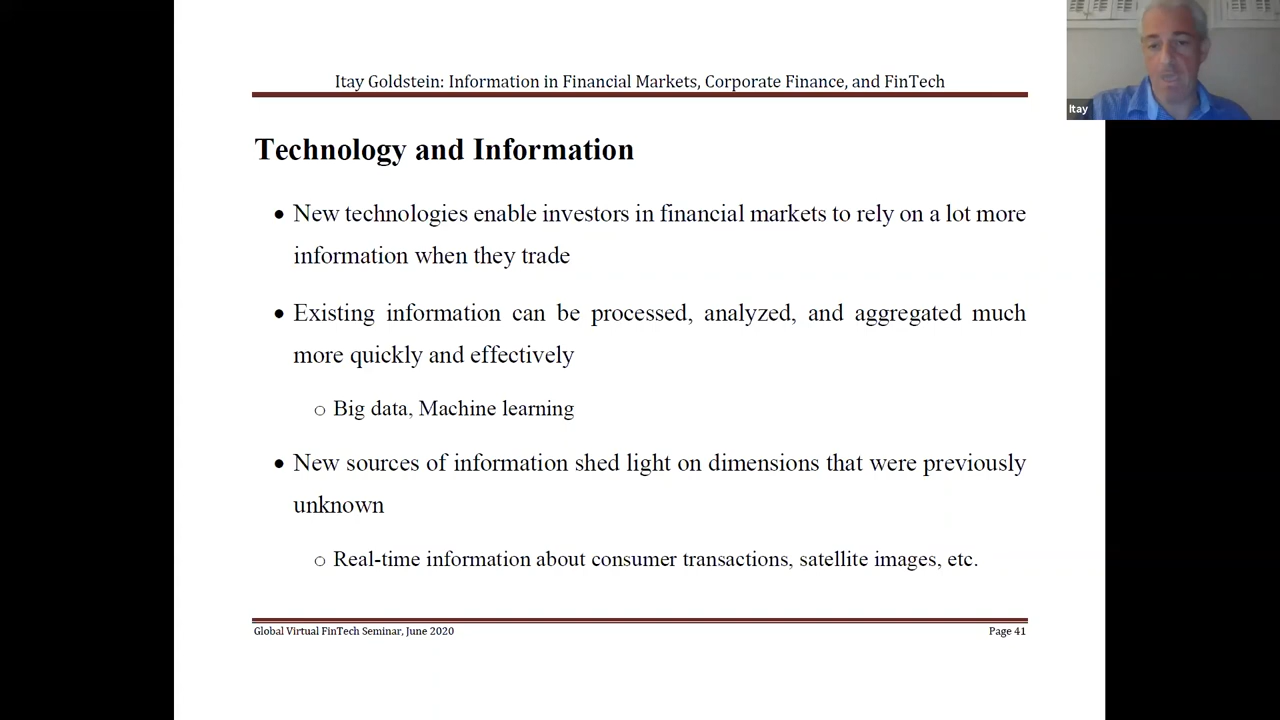 Itay Goldstein: Information in Financial Markets, Corporate Finance, and FinTech
Itay
Technology and Information
• New technologies enable investors in financial markets to rely on a lot more
information when they trade
• Existing information can be processed, analyzed, and aggregated much
more quickly and effectively
o Big data, Machine learning
• New sources of information shed light on dimensions that were previously
unknown
o Real-time information about consumer transactions, satellite images, etc.
Global Virtual FinTech Seminar, June 2020
Page 41